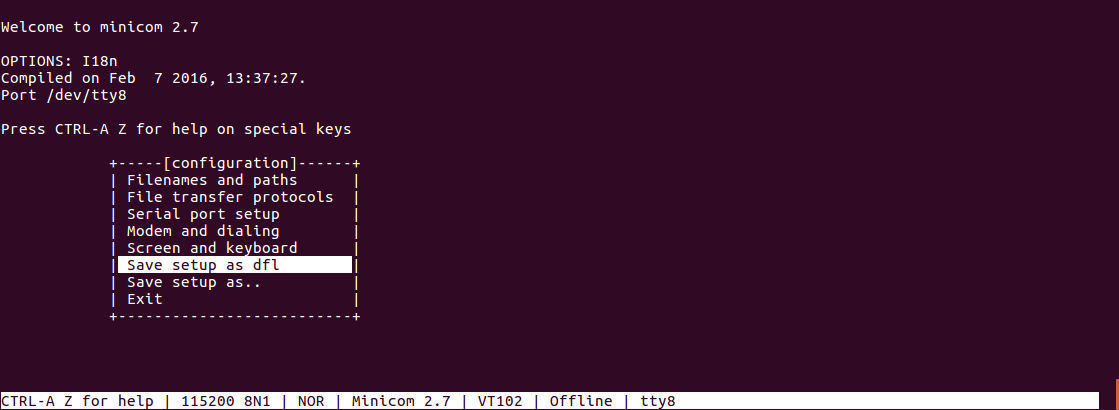 Welcome to minicom 2.7
OPTIONS: I18n
Compiled on Feb  7 2016, 13:37:27.
Port /dev/tty8
Press CTRL-A Z for help on special keys
+-----[configuration]------+
| Filenames and paths      |
| File transfer protocols  |
| Serial port setup        |
| Modem and dialing        |
| Screen and keyboard      |
| Save setup as dfl        |
| Save setup as..          |
| Exit                     |
+--------------------------+
CTRL-A Z for help | 115200 8N1 | NOR | Minicom 2.7 | VT102 | Offline | tty8